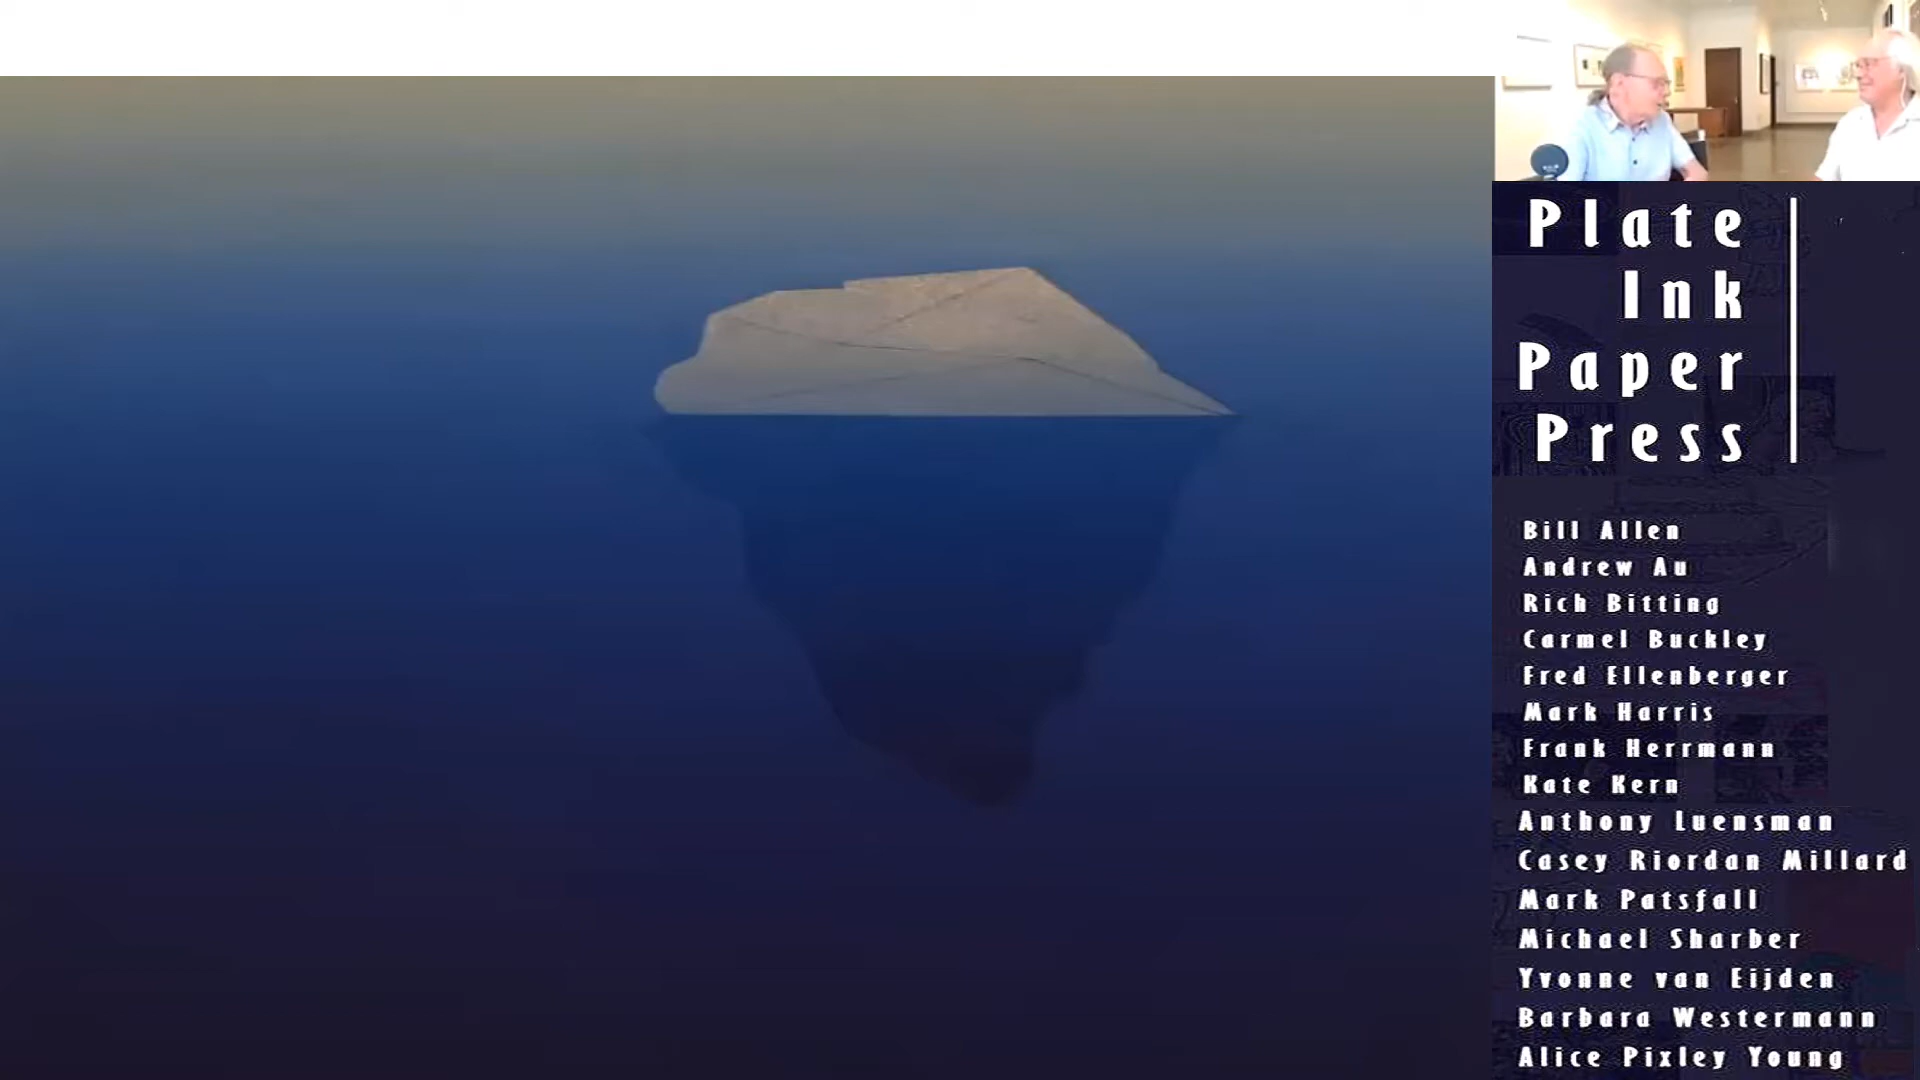 Plate
Ink
Paper
Press
Bill Allen
Andrew Au
Rich Bitting
Carmel Buckley
Fred Ellenberger
Mark Harris
Frank Herrmann
Kate Kern
Anthony Luensman
Casey Riordan Millard
Mark Patsfall
Michael Sharber
Yvonne van Eijden
Barbara Westermann
Alice Pixley Young